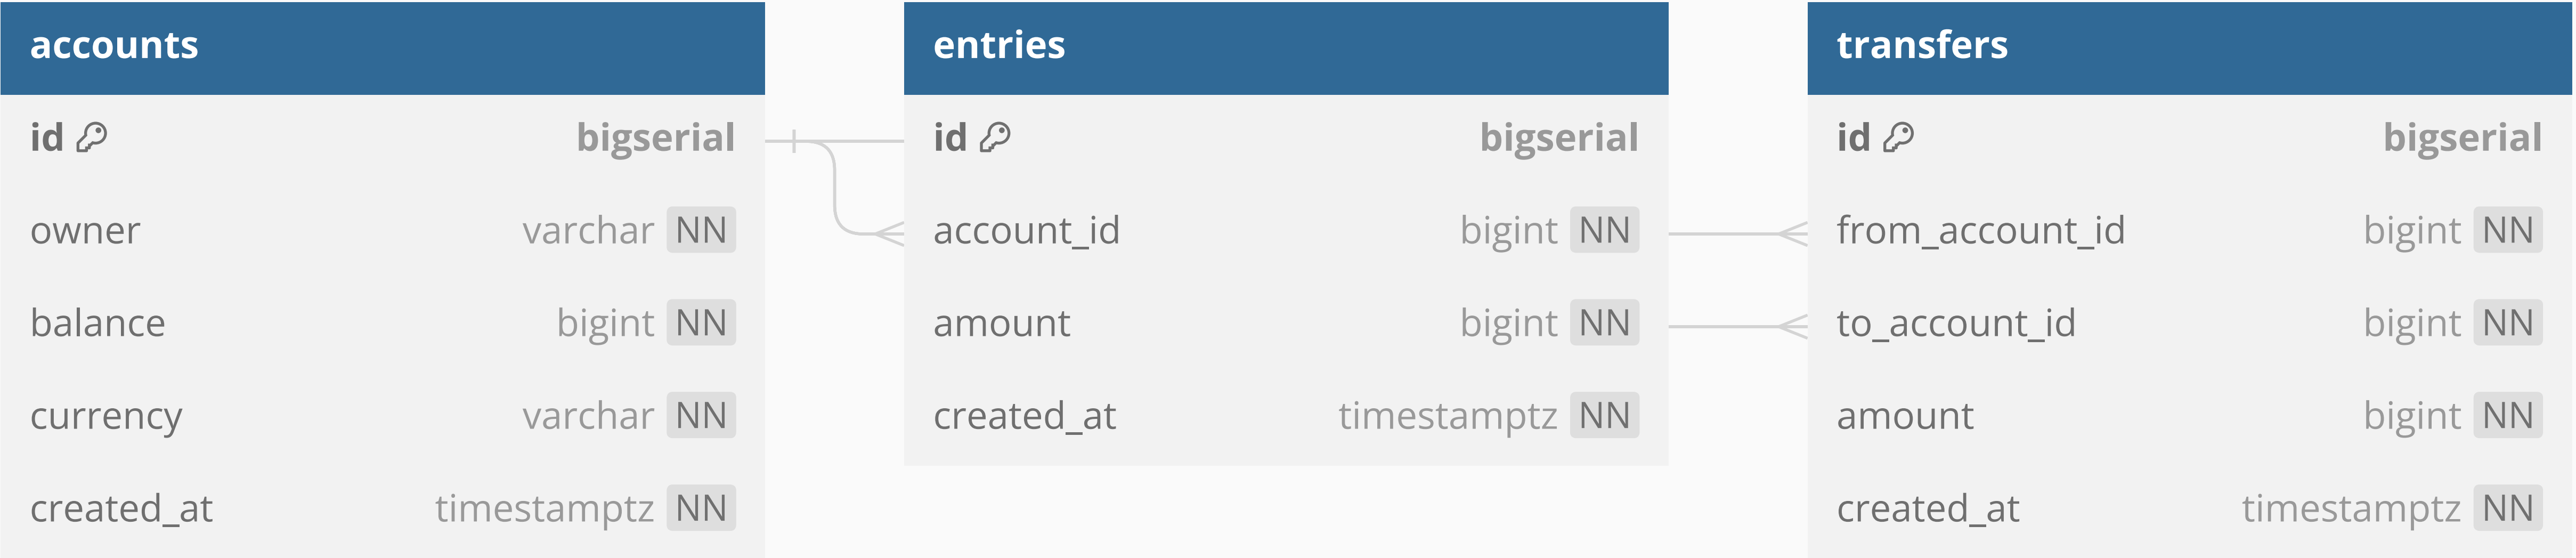 accounts
id bigserial
owner varchar NN
balance bigint NN
currency varchar NN
created_at timestamptz NN
entries
id bigserial
account_id bigint NN
amount bigint NN
created_at timestamptz NN
transfers
id bigserial
from_account_id bigint NN
to_account_id bigint NN
amount bigint NN
created_at timestamptz NN